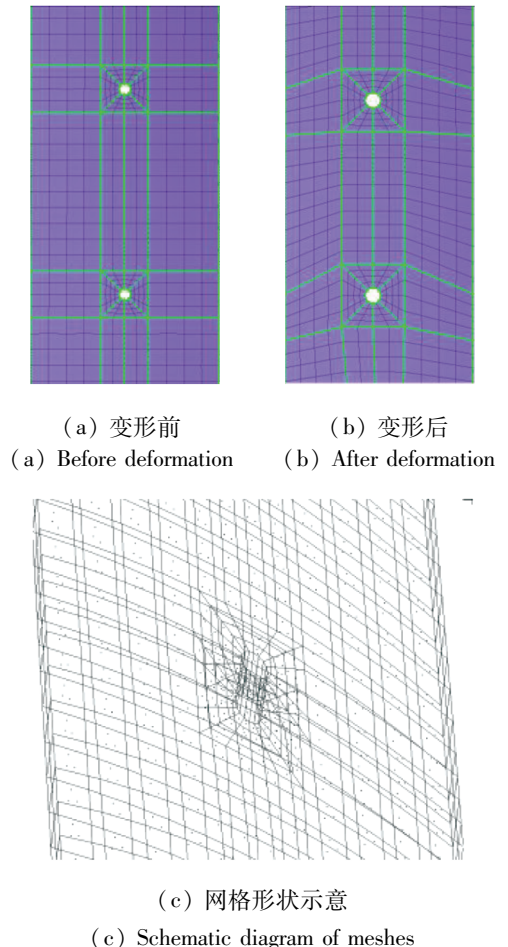 （a）变形前
（a）Before deformation
（b）变形后
（b）After deformation
（c）网格形状示意
（c）Schematic diagram of meshes